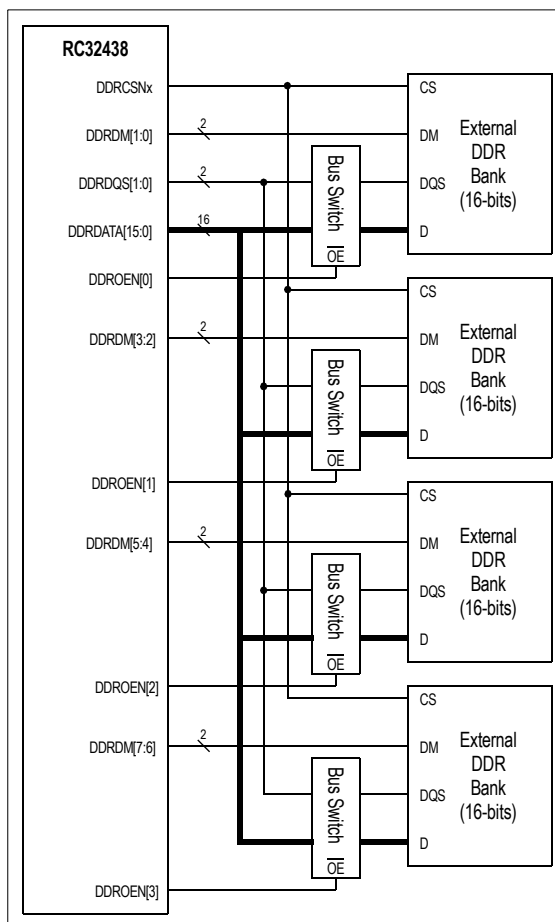 RC32438
DDRCSNx
DDRDM[1:0]
2
DDRDQS[1:0]
2
DDRDATA[15:0]
16
DDROEN[0]
Bus Switch
OE
CS
DM
DQS
D
External
DDR
Bank
(16-bits)
DDRDM[3:2]
2
DDROEN[1]
Bus Switch
OE
CS
DM
DQS
D
External
DDR
Bank
(16-bits)
DDRDM[5:4]
2
DDROEN[2]
Bus Switch
OE
CS
DM
DQS
D
External
DDR
Bank
(16-bits)
DDRDM[7:6]
2
DDROEN[3]
Bus Switch
OE
CS
DM
DQS
D
External
DDR
Bank
(16-bits)